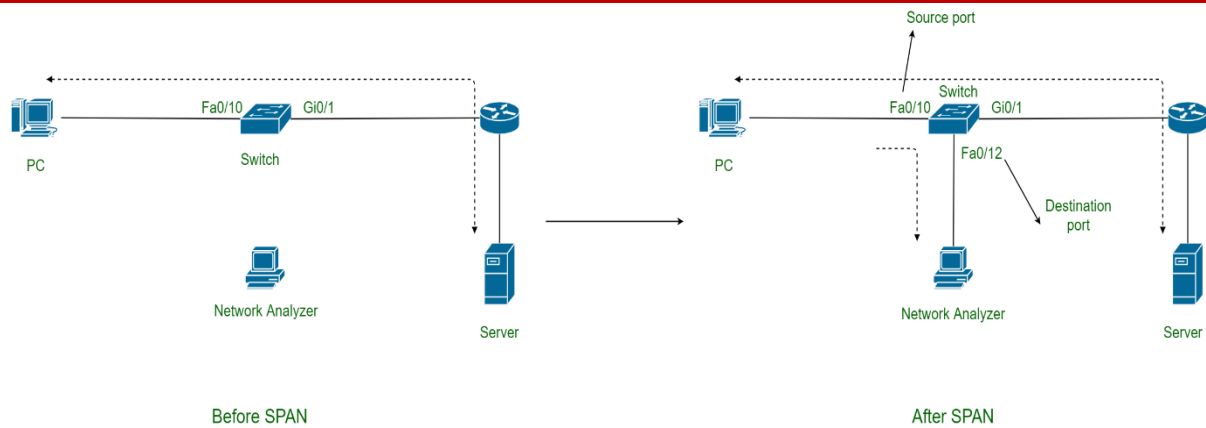 Fa0/10
Gi0/1
PC
Switch
Network Analyzer
Server
Before SPAN
Source port
Switch
Fa0/10
Gi0/1
Fa0/12
PC
Destination
port
Network Analyzer
Server
After SPAN